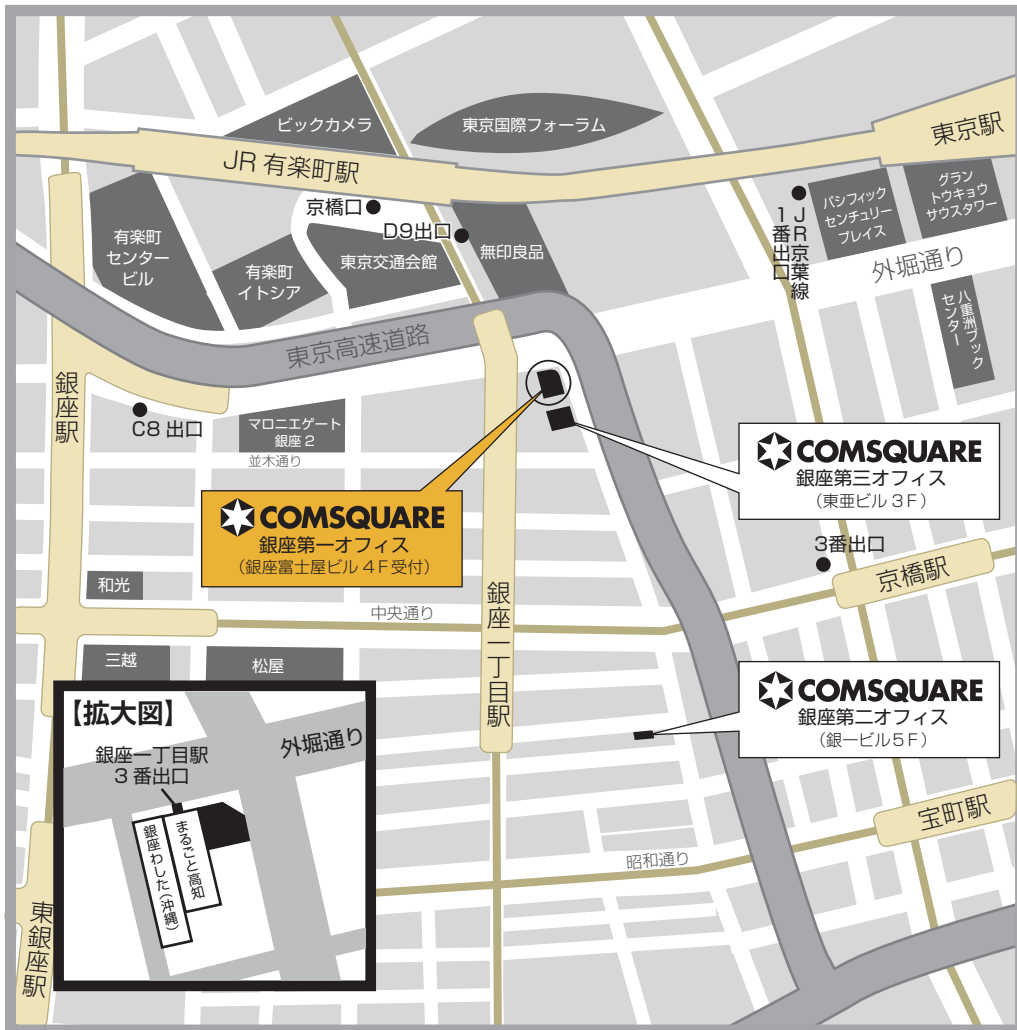 ビックカメラ
東京国際フォーラム
東京駅
JR 有楽町駅
京橋口
D9出口
有楽町
センター
ビル
有楽町
イトシア
東京交通会館
無印良品
JR京葉線
1番出口
パシフィック
センチュリー
プレイス
グラン
トウキョウ
サウスタワー
外堀通り
八重洲ブック
センター
東京高速道路
銀座駅
C8 出口
マロニエゲート
銀座 2
並木通り
COMSQUARE
銀座第一オフィス
(銀座富士屋ビル 4F受付)
COMSQUARE
銀座第三オフィス
(東亜ビル 3F)
3番出口
京橋駅
和光
中央通り
銀座一丁目駅
三越
松屋
COMSQUARE
銀座第二オフィス
(銀一ビル5F)
【拡大図】
外堀通り
銀座一丁目駅
3 番出口
まるごと高知
銀座わした(沖縄)
宝町駅
昭和通り
東銀座駅